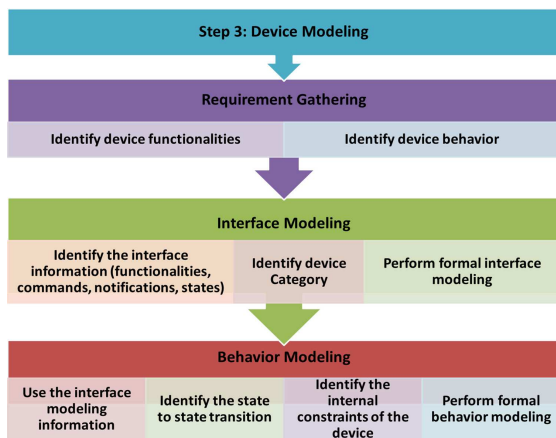 Step 3: Device Modeling
Requirement Gathering
Identify device functionalities
Identify device behavior
Interface Modeling
Identify the interface
information (functionalities,
commands, notifications, states)
Identify device
Category
Perform formal interface
modeling
Behavior Modeling
Use the interface
modeling
information
Identify the state
to state transition
Identify the
internal
constraints of the
device
Perform formal
behavior modeling